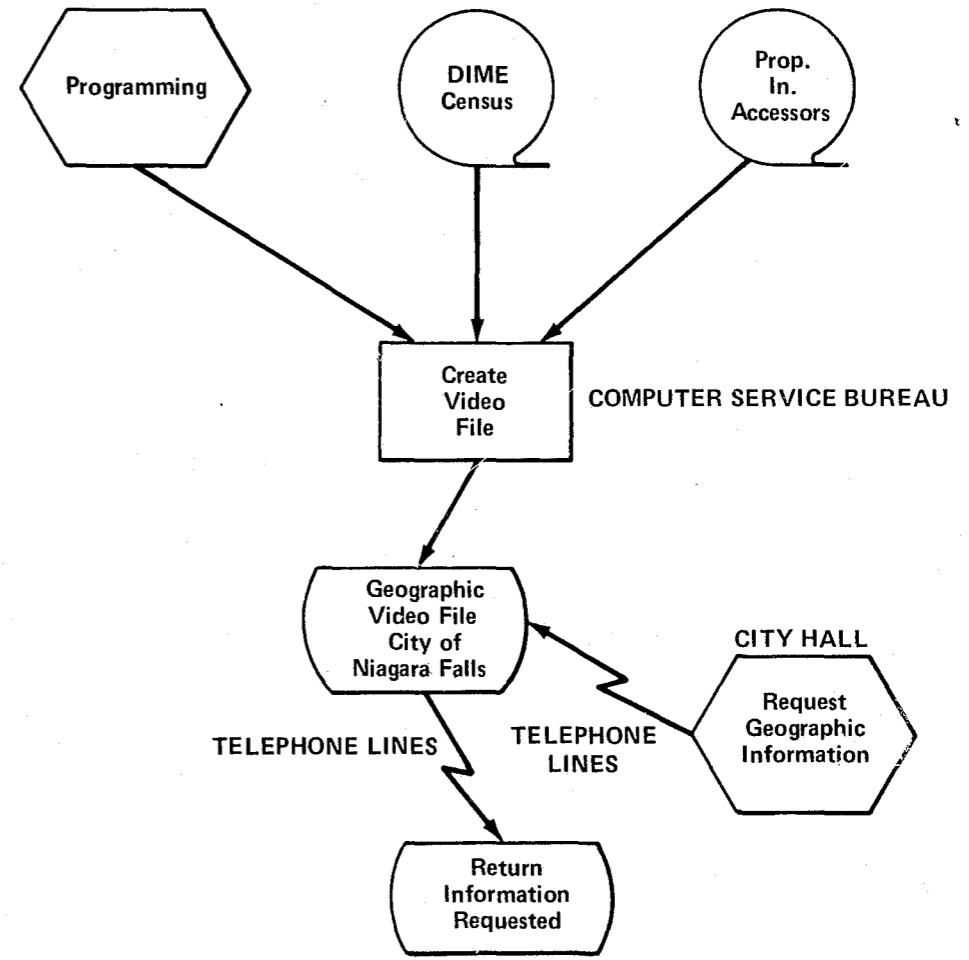 Programming
DIME
Census
Prop.
In.
Accessors
Create
Video
File
COMPUTER SERVICE BUREAU
Geographic
Video File
City of
Niagara Falls
CITY HALL
Request
Geographic
Information
TELEPHONE LINES
TELEPHONE
LINES
Return
Information
Requested